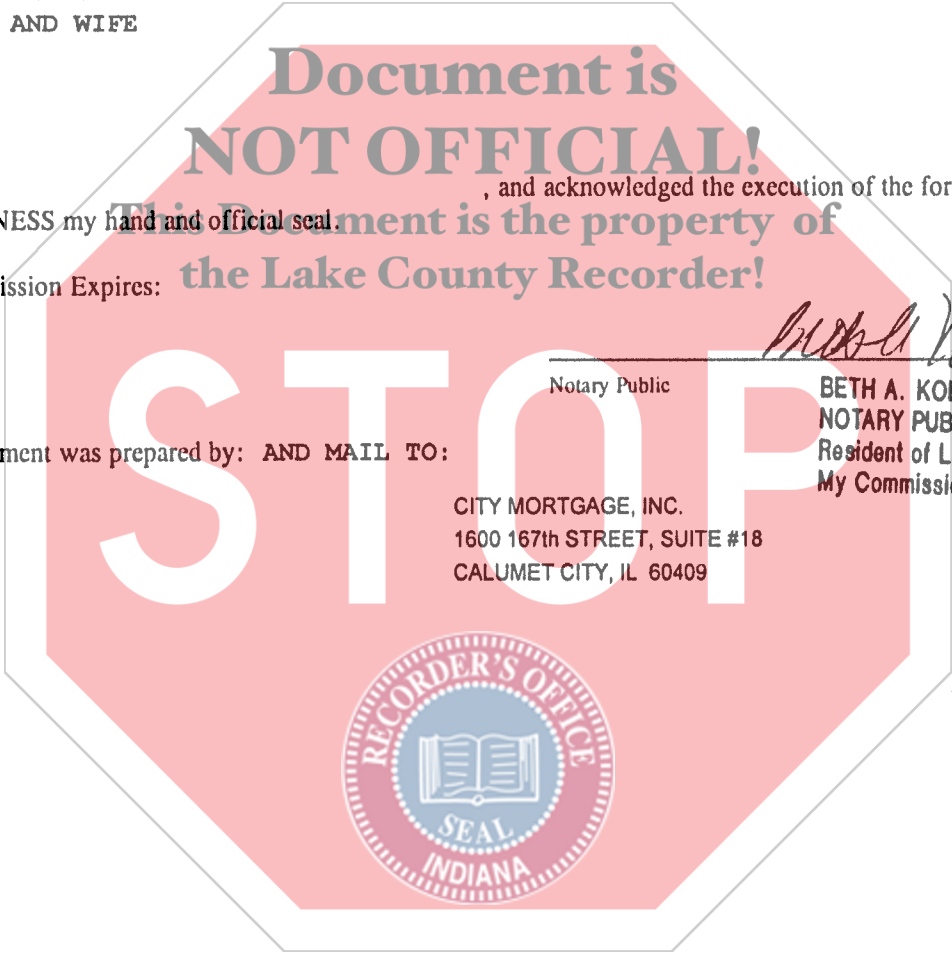 AND WIFE
Document is
NOT OFFICIAL!
, and acknowledged the execution of the for
NESS my hand and official seal.
This Document is the property of
ission Expires:
the Lake County Recorder!
STOP
Notary Public
BETH A. KO
NOTARY PUB
Resident of L
My Commissi
ment was prepared by: AND MAIL TO:
CITY MORTGAGE, INC.
1600 167th STREET, SUITE #18
CALUMET CITY, IL 60409
RECORDER'S OFFICE
SEAL
INDIANA